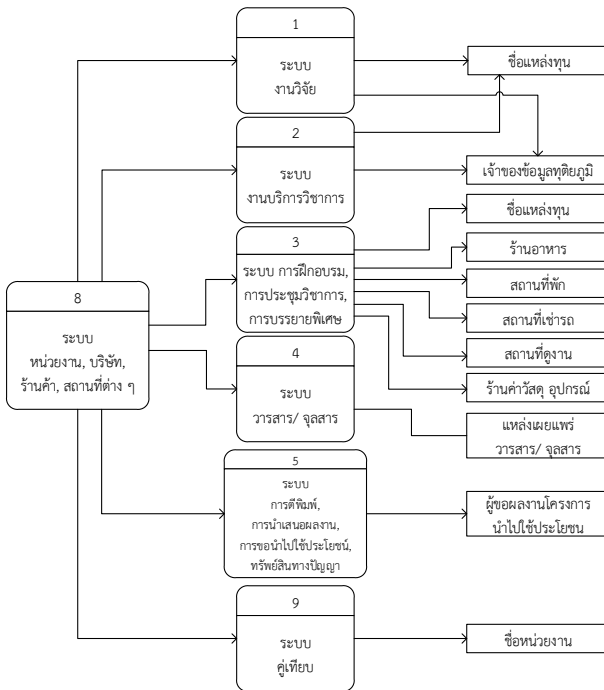 1
ระบบ
งานวิจัย
ชื่อแหล่งทุน
2
ระบบ
งานบริการวิชาการ
เจ้าของข้อมูลทุติยภูมิ
ชื่อแหล่งทุน
3
ระบบ การฝึกอบรม,
การประชุมวิชาการ,
การบรรยายพิเศษ
ร้านอาหาร
สถานที่พัก
สถานที่เช่ารถ
สถานที่ดูงาน
ร้านค่าวัสดุ อุปกรณ์
8
ระบบ
หน่วยงาน, บริษัท,
ร้านค้า, สถานที่ต่าง ๆ
4
ระบบ
วารสาร/ จุลสาร
แหล่งเผยแพร่
วารสาร/ จุลสาร
5
ระบบ
การตีพิมพ์,
การนำเสนอผลงาน,
การขอนำไปใช้ประโยชน์,
ทรัพย์สินทางปัญญา
ผู้ขอผลงานโครงการ
นำไปใช้ประโยชน
9
ระบบ
คู่เทียบ
ชื่อหน่วยงาน